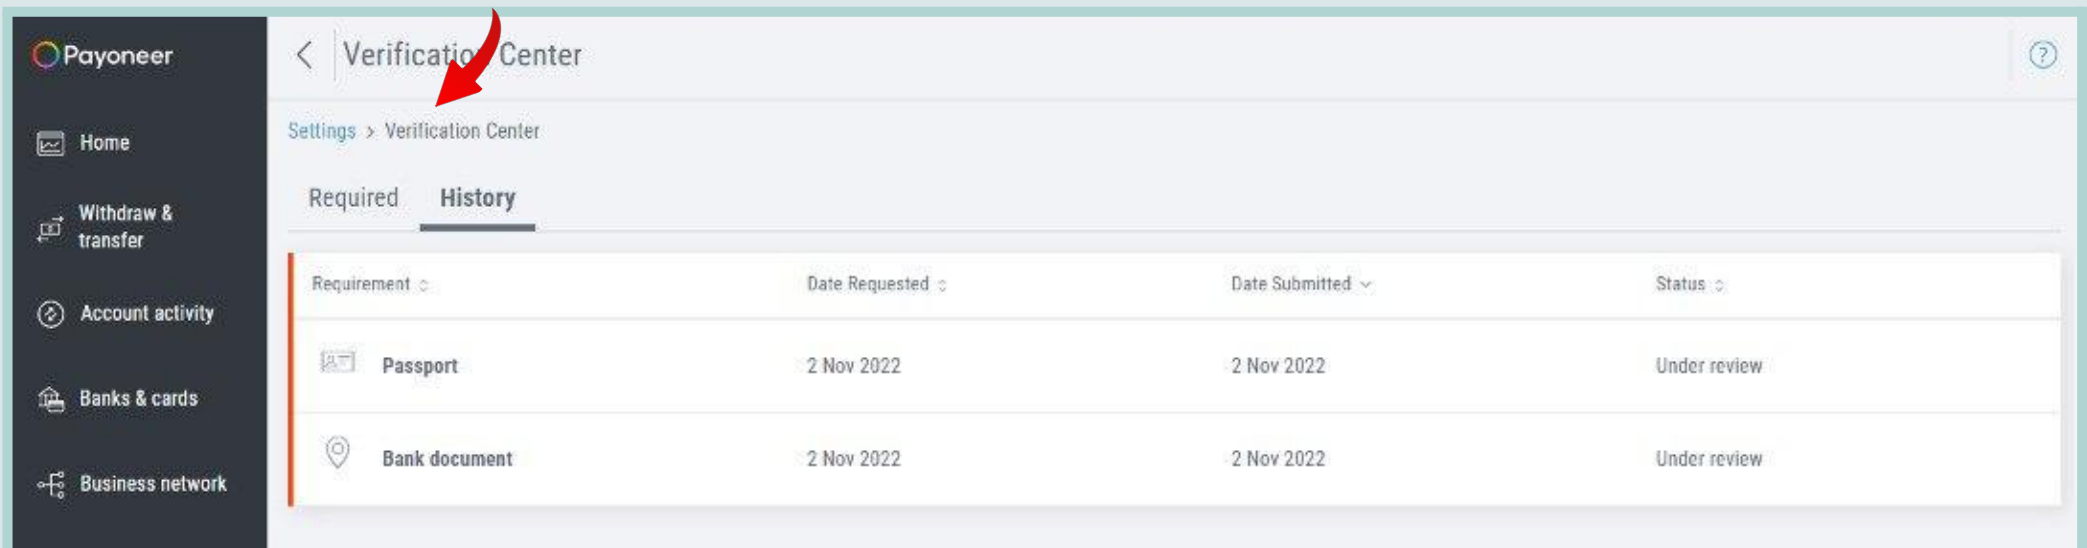 Payoneer
Home
Withdraw &
transfer
Account activity
Banks & cards
Business network
Verification Center
?
Settings > Verification Center
Required History
Requirement Date Requested Date Submitted Status
Passport 2 Nov 2022 2 Nov 2022 Under review
Bank document 2 Nov 2022 2 Nov 2022 Under review